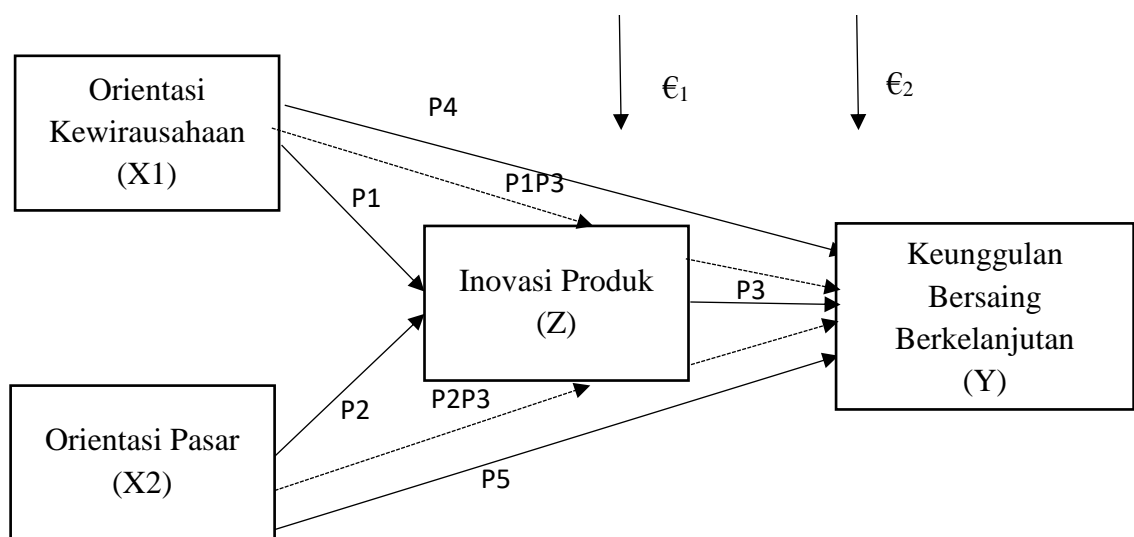 Orientasi
Kewirausahaan
(X1)
€₁
€₂
P4
P1P3
P1
Inovasi Produk
(Z)
P3
Keunggulan
Bersaing
Berkelanjutan
(Y)
P2P3
P2
Orientasi Pasar
(X2)
P5